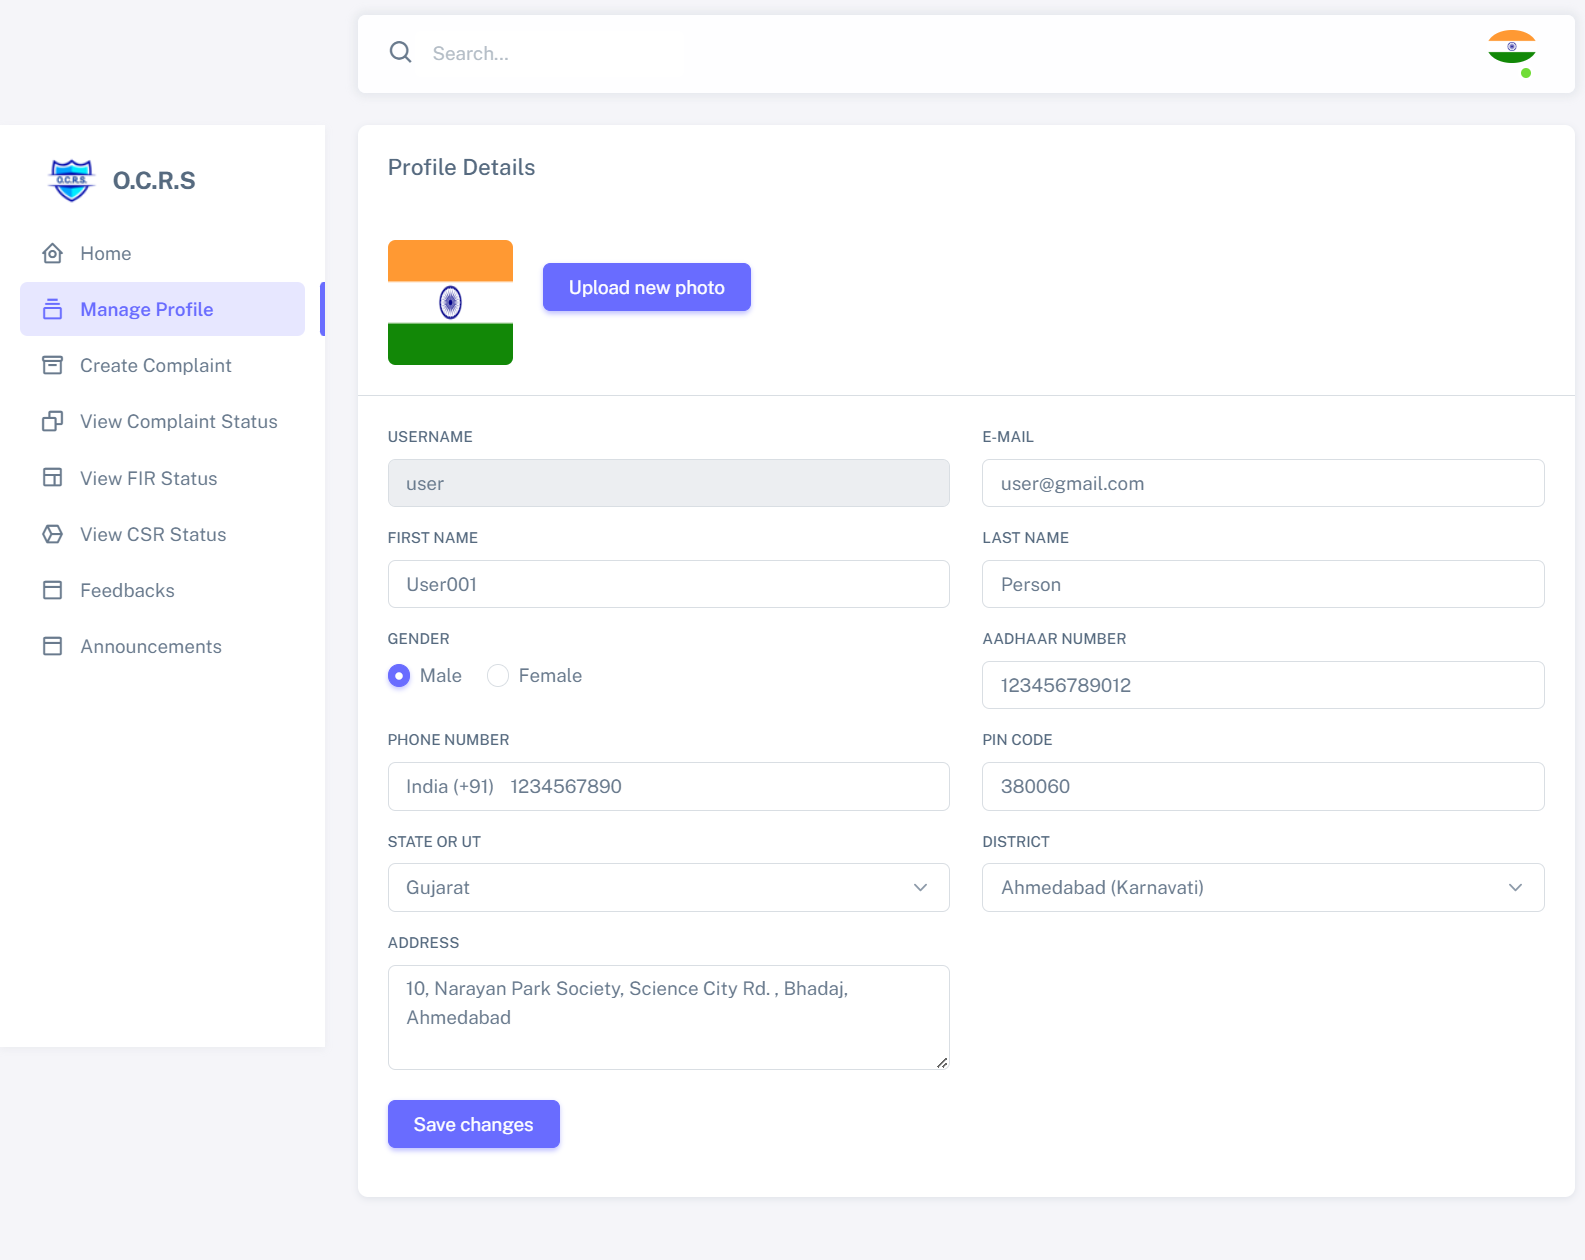 Search...
O.C.R.S.
O.C.R.S
Home
Manage Profile
Create Complaint
View Complaint Status
View FIR Status
View CSR Status
Feedbacks
Announcements
Profile Details
Upload new photo
USERNAME
user
E-MAIL
user@gmail.com
FIRST NAME
User001
LAST NAME
Person
GENDER
Male Female
AADHAAR NUMBER
123456789012
PHONE NUMBER
India (+91) 1234567890
PIN CODE
380060
STATE OR UT
Gujarat
DISTRICT
Ahmedabad (Karnavati)
ADDRESS
10, Narayan Park Society, Science City Rd. , Bhadaj,
Ahmedabad
Save changes